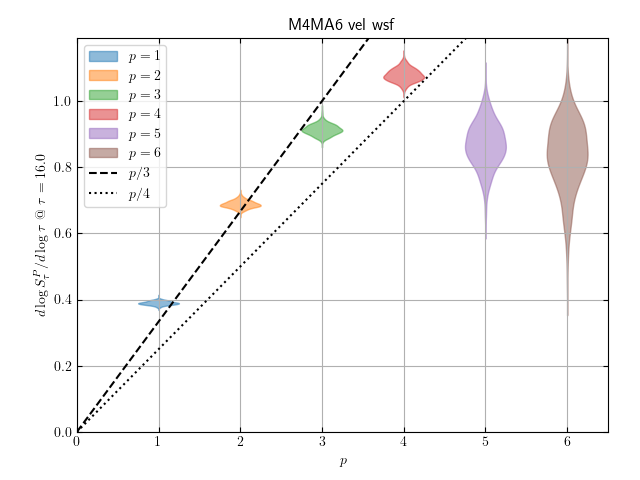 M4MA6 vel wsf
p = 1
p = 2
p = 3
p = 4
p = 5
p = 6
p/3
p/4
d log S_τ^P / d log τ @ τ = 16.0
1.0
0.8
0.6
0.4
0.2
0.0
0 1 2 3 4 5 6
p